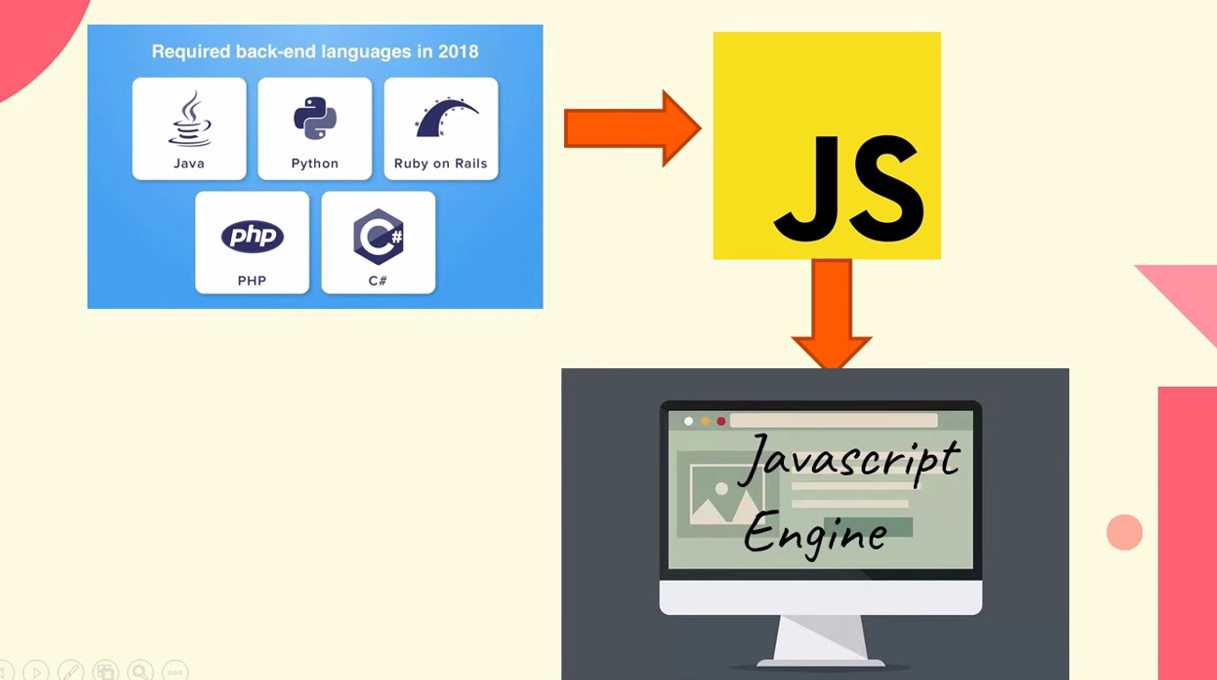 Required back-end languages in 2018
Java
Python
Ruby on Rails
php
PHP
C#
C#
JS
Javascript
Engine